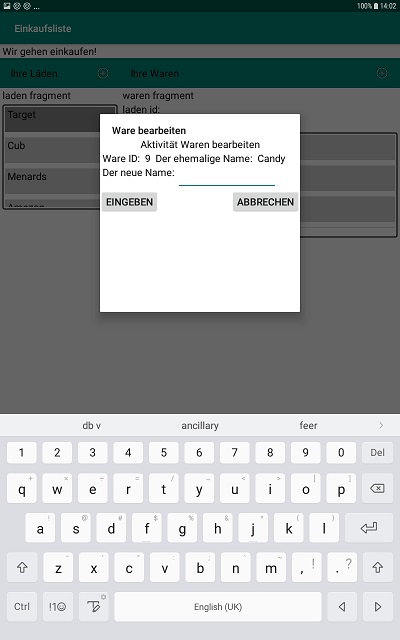 ... 100% 14:02
Einkaufsliste
Wir gehen einkaufen!
Ihre Läden Ihre Waren
laden fragment waren fragment
laden id:
Target
Cub
Menards
Amazon
Ware bearbeiten
Aktivität Waren bearbeiten
Ware ID: 9 Der ehemalige Name: Candy
Der neue Name:
EINGEBEN ABBRECHEN
db v ancillary feer
1 2 3 4 5 6 7 8 9 0 Del
q w e r t y u i o p
a s d f g h j k l
z x c v b n m , ! . ?
Ctrl !1☺ T English (UK)